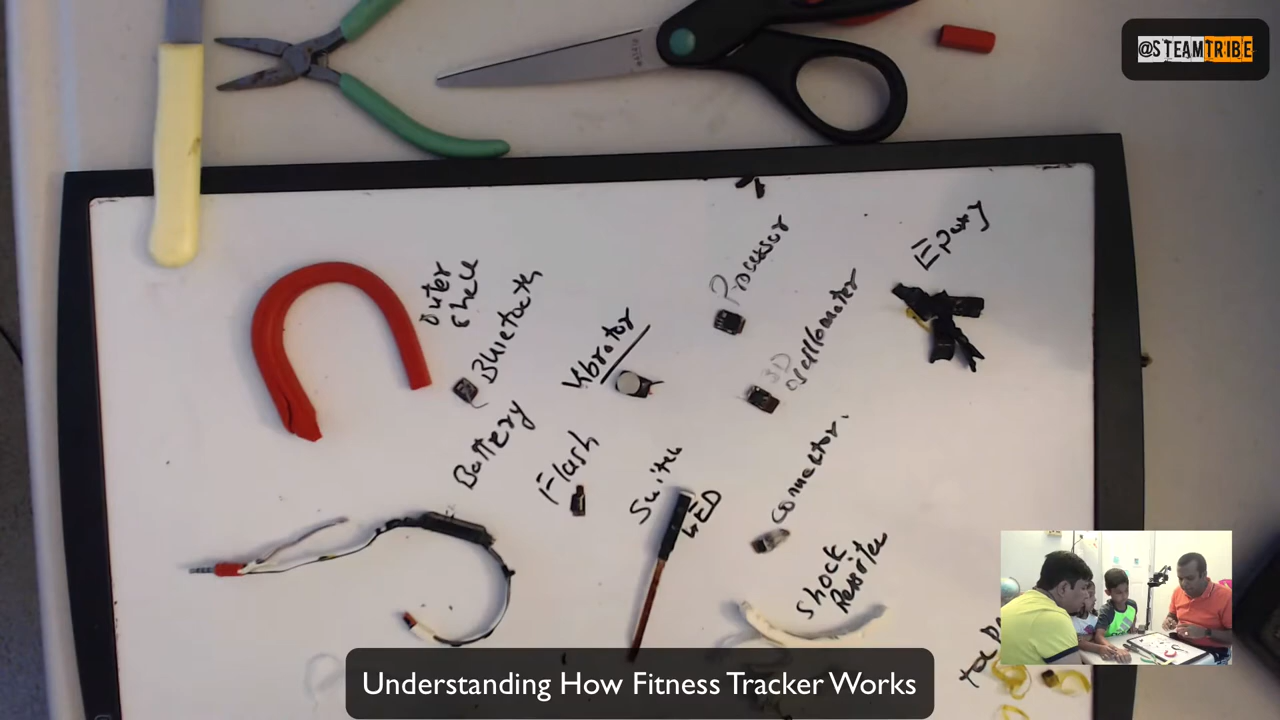 @STEAMTRIBE
Epoxy
Processor
Outer
Shell
Bluetooth
Vibrator
3D
Battery
Flash
Switch
LED
Connector.
Shock
Resister
Understanding How Fitness Tracker Works